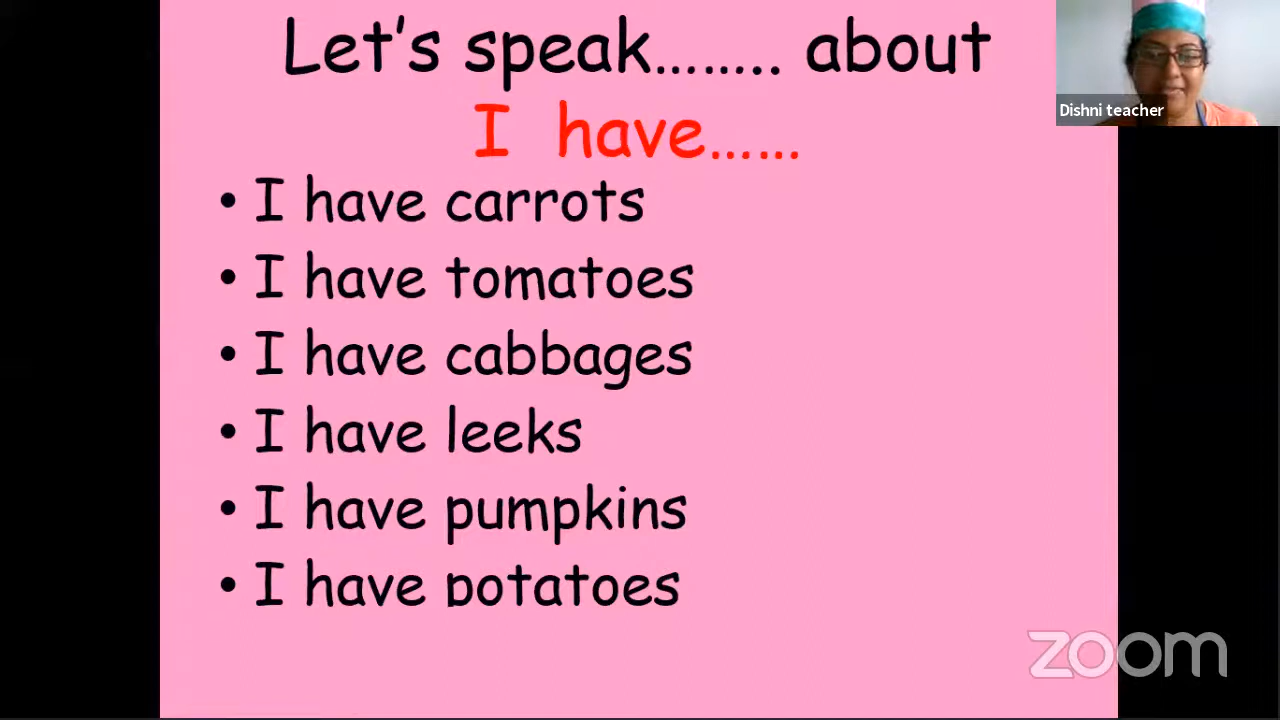 Let's speak…….. about
I have……
• I have carrots
• I have tomatoes
• I have cabbages
• I have leeks
• I have pumpkins
• I have potatoes
Dishni teacher
zoom